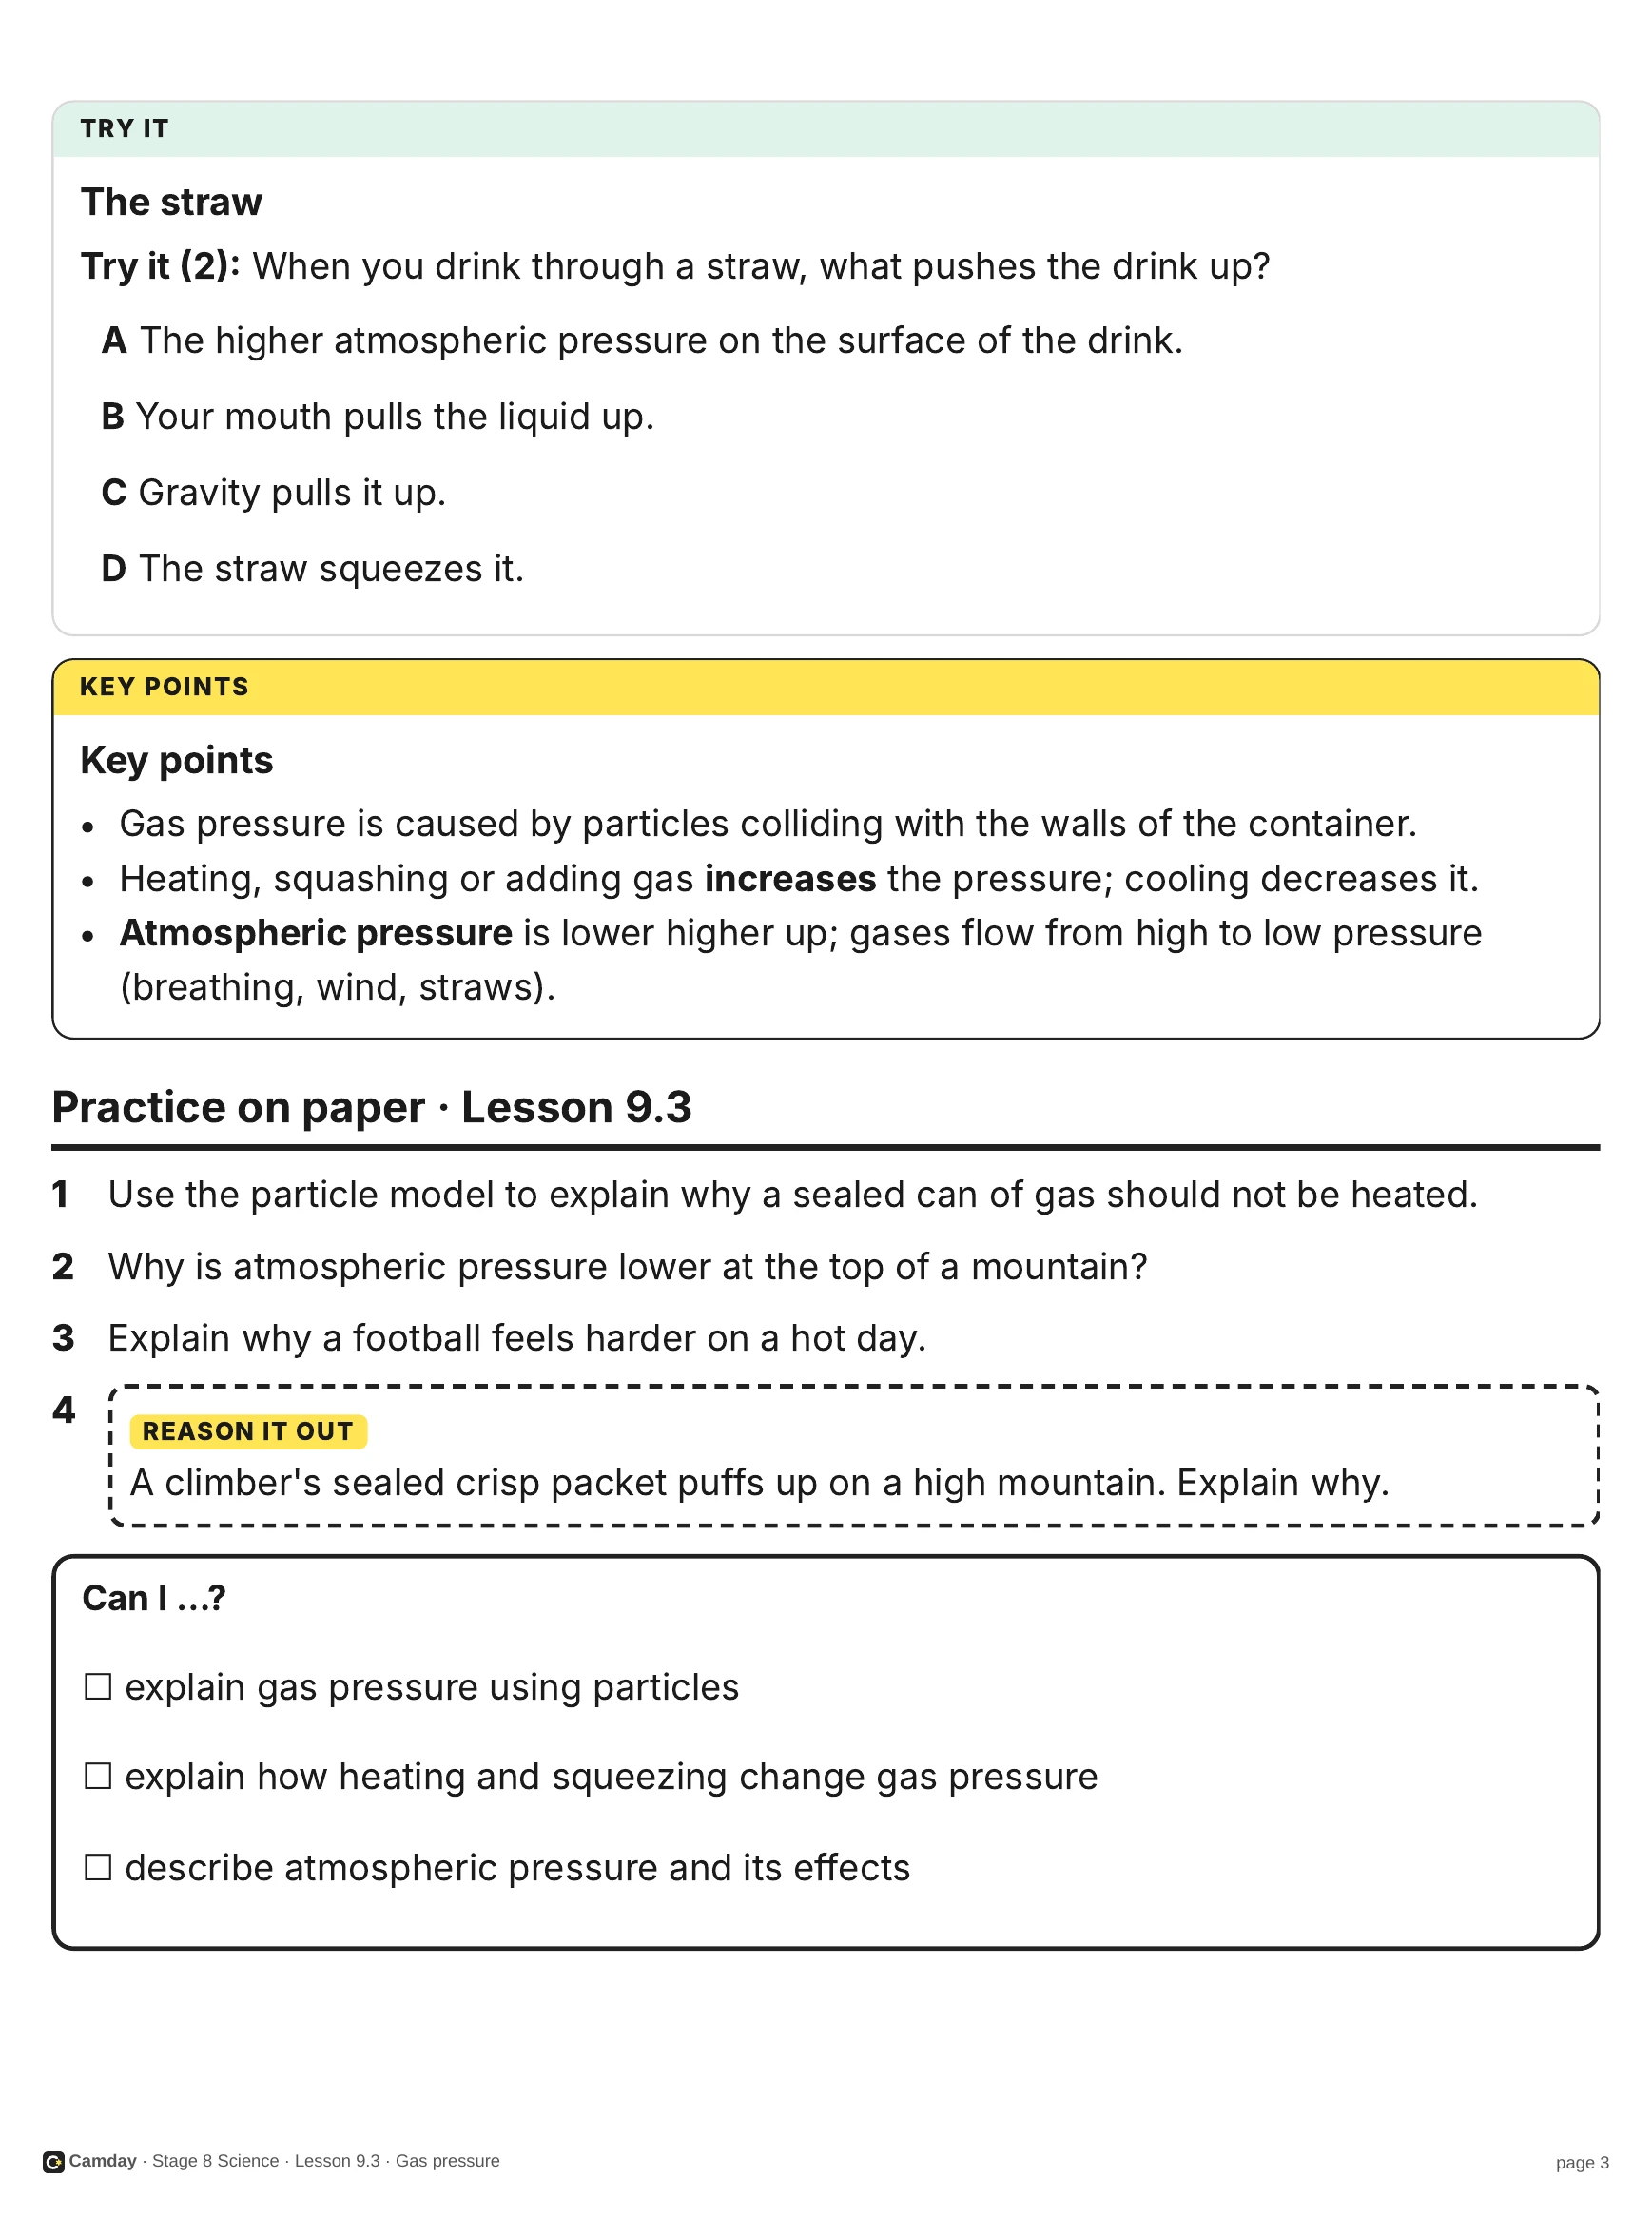 TRY IT
The straw
Try it (2): When you drink through a straw, what pushes the drink up?
A The higher atmospheric pressure on the surface of the drink.
B Your mouth pulls the liquid up.
C Gravity pulls it up.
D The straw squeezes it.
KEY POINTS
Key points
• Gas pressure is caused by particles colliding with the walls of the container.
• Heating, squashing or adding gas increases the pressure; cooling decreases it.
• Atmospheric pressure is lower higher up; gases flow from high to low pressure
(breathing, wind, straws).
Practice on paper · Lesson 9.3
1 Use the particle model to explain why a sealed can of gas should not be heated.
2 Why is atmospheric pressure lower at the top of a mountain?
3 Explain why a football feels harder on a hot day.
4
REASON IT OUT
A climber's sealed crisp packet puffs up on a high mountain. Explain why.
Can I ...?
☐ explain gas pressure using particles
☐ explain how heating and squeezing change gas pressure
☐ describe atmospheric pressure and its effects
Camday · Stage 8 Science · Lesson 9.3 · Gas pressure
page 3